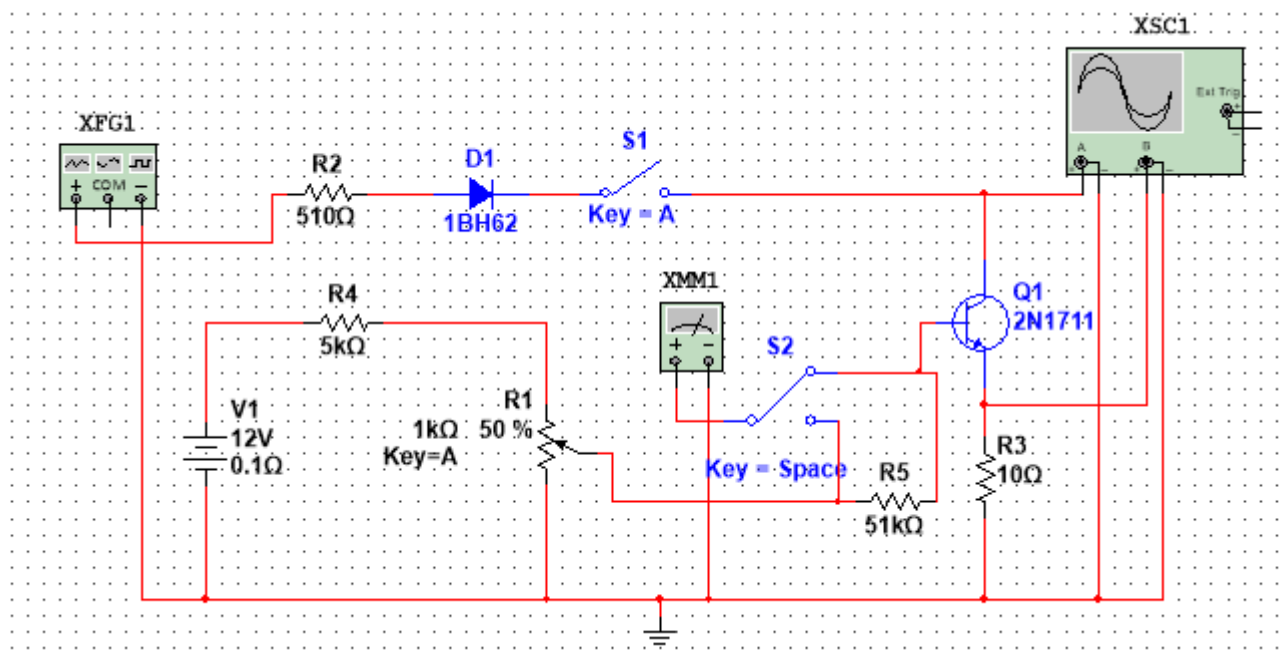 XSC1
Ext Trig
+
−
A
B
+ − + −
XFG1
+ COM −
R2
510Ω
D1
1BH62
S1
Key = A
XMM1
+ −
R4
5kΩ
Q1
2N1711
S2
V1
12V
0.1Ω
R1
1kΩ 50 %
Key=A
Key = Space
R5
51kΩ
R3
10Ω